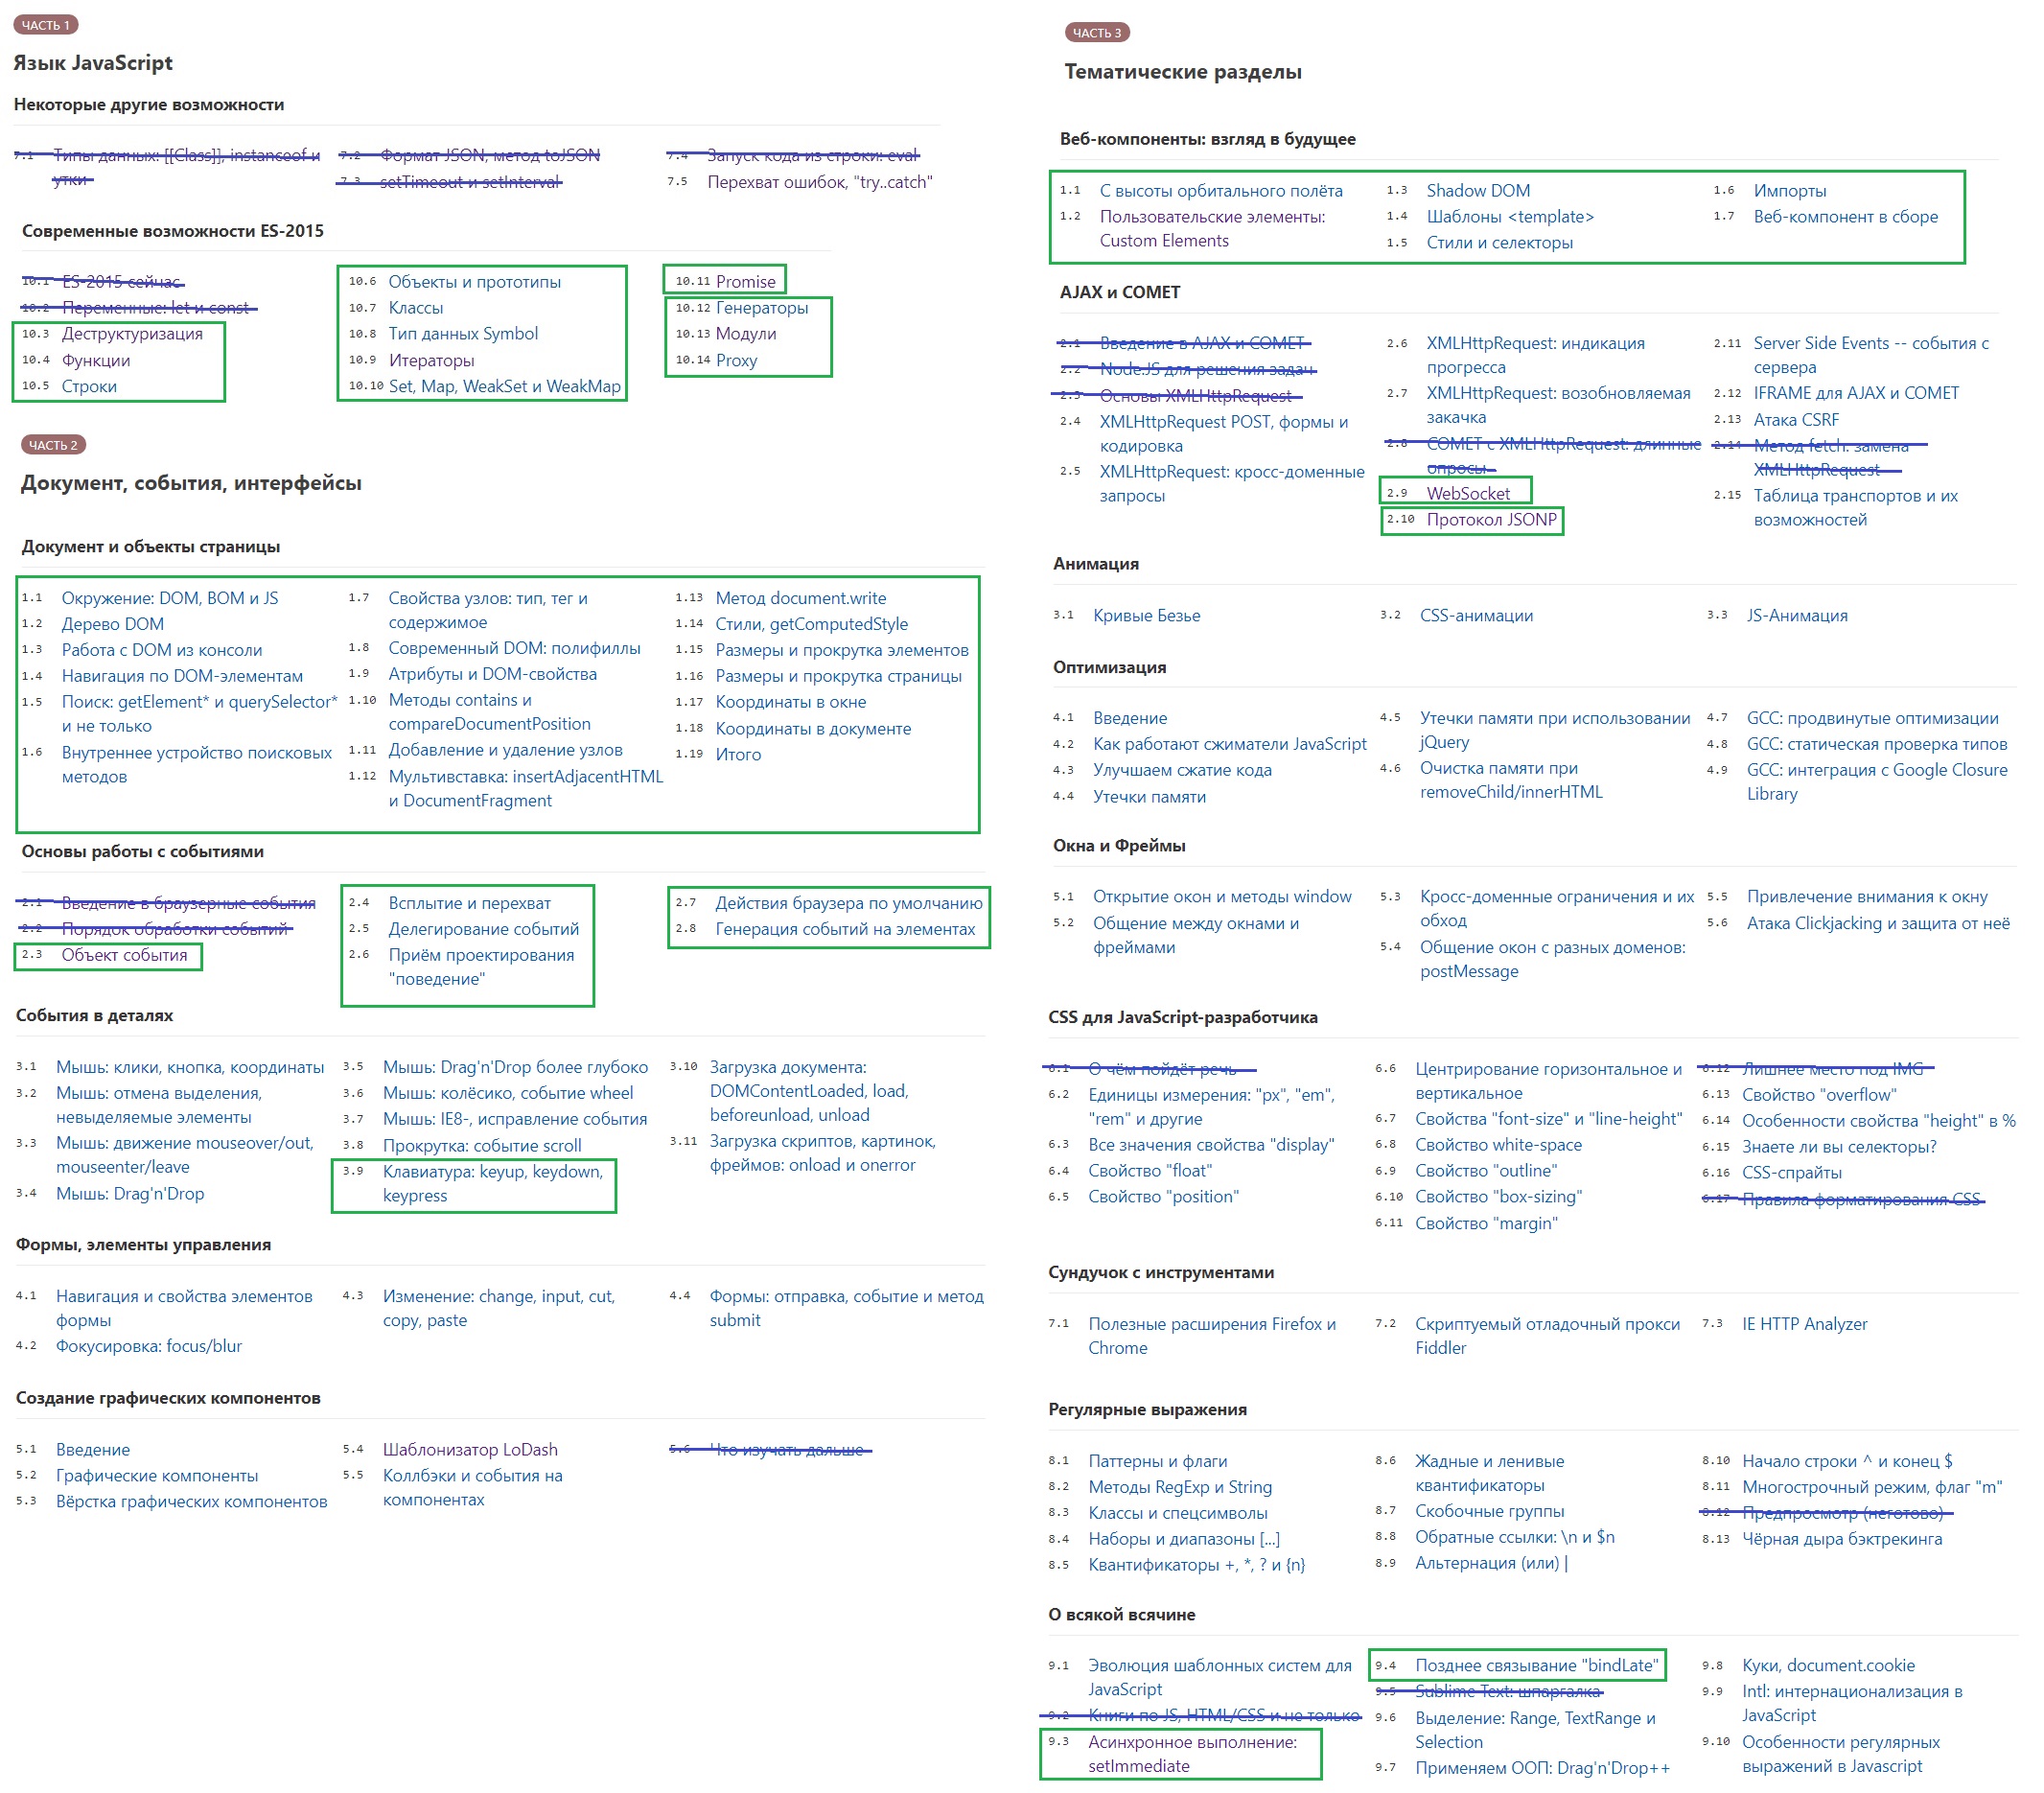 ЧАСТЬ 1
Язык JavaScript
Некоторые другие возможности
7.1 Типы данных: [[Class]], instanceof и
утки
7.2 Формат JSON, метод toJSON
7.3 setTimeout и setInterval
7.4 Запуск кода из строки: eval
7.5 Перехват ошибок, "try..catch"
Современные возможности ES-2015
10.1 ES-2015 сейчас
10.2 Переменные: let и const
10.3 Деструктуризация
10.4 Функции
10.5 Строки
10.6 Объекты и прототипы
10.7 Классы
10.8 Тип данных Symbol
10.9 Итераторы
10.10 Set, Map, WeakSet и WeakMap
10.11 Promise
10.12 Генераторы
10.13 Модули
10.14 Proxy
ЧАСТЬ 2
Документ, события, интерфейсы
Документ и объекты страницы
1.1 Окружение: DOM, BOM и JS
1.2 Дерево DOM
1.3 Работа с DOM из консоли
1.4 Навигация по DOM-элементам
1.5 Поиск: getElement* и querySelector*
и не только
1.6 Внутреннее устройство поисковых
методов
1.7 Свойства узлов: тип, тег и
содержимое
1.8 Современный DOM: полифиллы
1.9 Атрибуты и DOM-свойства
1.10 Методы contains и
compareDocumentPosition
1.11 Добавление и удаление узлов
1.12 Мультивставка: insertAdjacentHTML
и DocumentFragment
1.13 Метод document.write
1.14 Стили, getComputedStyle
1.15 Размеры и прокрутка элементов
1.16 Размеры и прокрутка страницы
1.17 Координаты в окне
1.18 Координаты в документе
1.19 Итого
Основы работы с событиями
2.1 Введение в браузерные события
2.2 Порядок обработки событий
2.3 Объект события
2.4 Всплытие и перехват
2.5 Делегирование событий
2.6 Приём проектирования
"поведение"
2.7 Действия браузера по умолчанию
2.8 Генерация событий на элементах
События в деталях
3.1 Мышь: клики, кнопка, координаты
3.2 Мышь: отмена выделения,
невыделяемые элементы
3.3 Мышь: движение mouseover/out,
mouseenter/leave
3.4 Мышь: Drag'n'Drop
3.5 Мышь: Drag'n'Drop более глубоко
3.6 Мышь: колёсико, событие wheel
3.7 Мышь: IE8-, исправление события
3.8 Прокрутка: событие scroll
3.9 Клавиатура: keyup, keydown,
keypress
3.10 Загрузка документа:
DOMContentLoaded, load,
beforeunload, unload
3.11 Загрузка скриптов, картинок,
фреймов: onload и onerror
Формы, элементы управления
4.1 Навигация и свойства элементов
формы
4.2 Фокусировка: focus/blur
4.3 Изменение: change, input, cut,
copy, paste
4.4 Формы: отправка, событие и метод
submit
Создание графических компонентов
5.1 Введение
5.2 Графические компоненты
5.3 Вёрстка графических компонентов
5.4 Шаблонизатор LoDash
5.5 Коллбэки и события на
компонентах
5.6 Что изучать дальше
ЧАСТЬ 3
Тематические разделы
Веб-компоненты: взгляд в будущее
1.1 С высоты орбитального полёта
1.2 Пользовательские элементы:
Custom Elements
1.3 Shadow DOM
1.4 Шаблоны <template>
1.5 Стили и селекторы
1.6 Импорты
1.7 Веб-компонент в сборе
AJAX и COMET
2.1 Введение в AJAX и COMET
2.2 Node.JS для решения задач
2.3 Основы XMLHttpRequest
2.4 XMLHttpRequest POST, формы и
кодировка
2.5 XMLHttpRequest: кросс-доменные
запросы
2.6 XMLHttpRequest: индикация
прогресса
2.7 XMLHttpRequest: возобновляемая
закачка
2.8 COMET с XMLHttpRequest: длинные
опросы
2.9 WebSocket
2.10 Протокол JSONP
2.11 Server Side Events -- события с
сервера
2.12 IFRAME для AJAX и COMET
2.13 Атака CSRF
2.14 Метод fetch: замена
XMLHttpRequest
2.15 Таблица транспортов и их
возможностей
Анимация
3.1 Кривые Безье
3.2 CSS-анимации
3.3 JS-Анимация
Оптимизация
4.1 Введение
4.2 Как работают сжиматели JavaScript
4.3 Улучшаем сжатие кода
4.4 Утечки памяти
4.5 Утечки памяти при использовании
jQuery
4.6 Очистка памяти при
removeChild/innerHTML
4.7 GCC: продвинутые оптимизации
4.8 GCC: статическая проверка типов
4.9 GCC: интеграция с Google Closure
Library
Окна и Фреймы
5.1 Открытие окон и методы window
5.2 Общение между окнами и
фреймами
5.3 Кросс-доменные ограничения и их
обход
5.4 Общение окон с разных доменов:
postMessage
5.5 Привлечение внимания к окну
5.6 Атака Clickjacking и защита от неё
CSS для JavaScript-разработчика
6.1 О чём пойдёт речь
6.2 Единицы измерения: "px", "em",
"rem" и другие
6.3 Все значения свойства "display"
6.4 Свойство "float"
6.5 Свойство "position"
6.6 Центрирование горизонтальное и
вертикальное
6.7 Свойства "font-size" и "line-height"
6.8 Свойство white-space
6.9 Свойство "outline"
6.10 Свойство "box-sizing"
6.11 Свойство "margin"
6.12 Лишнее место под IMG
6.13 Свойство "overflow"
6.14 Особенности свойства "height" в %
6.15 Знаете ли вы селекторы?
6.16 CSS-спрайты
6.17 Правила форматирования CSS
Сундучок с инструментами
7.1 Полезные расширения Firefox и
Chrome
7.2 Скриптуемый отладочный прокси
Fiddler
7.3 IE HTTP Analyzer
Регулярные выражения
8.1 Паттерны и флаги
8.2 Методы RegExp и String
8.3 Классы и спецсимволы
8.4 Наборы и диапазоны [...]
8.5 Квантификаторы +, *, ? и {n}
8.6 Жадные и ленивые
квантификаторы
8.7 Скобочные группы
8.8 Обратные ссылки: \n и $n
8.9 Альтернация (или) |
8.10 Начало строки ^ и конец $
8.11 Многострочный режим, флаг "m"
8.12 Предпросмотр (неготово)
8.13 Чёрная дыра бэктрекинга
О всякой всячине
9.1 Эволюция шаблонных систем для
JavaScript
9.2 Книги по JS, HTML/CSS и не только
9.3 Асинхронное выполнение:
setImmediate
9.4 Позднее связывание "bindLate"
9.5 Sublime Text: шпаргалка
9.6 Выделение: Range, TextRange и
Selection
9.7 Применяем ООП: Drag'n'Drop++
9.8 Куки, document.cookie
9.9 Intl: интернационализация в
JavaScript
9.10 Особенности регулярных
выражений в Javascript